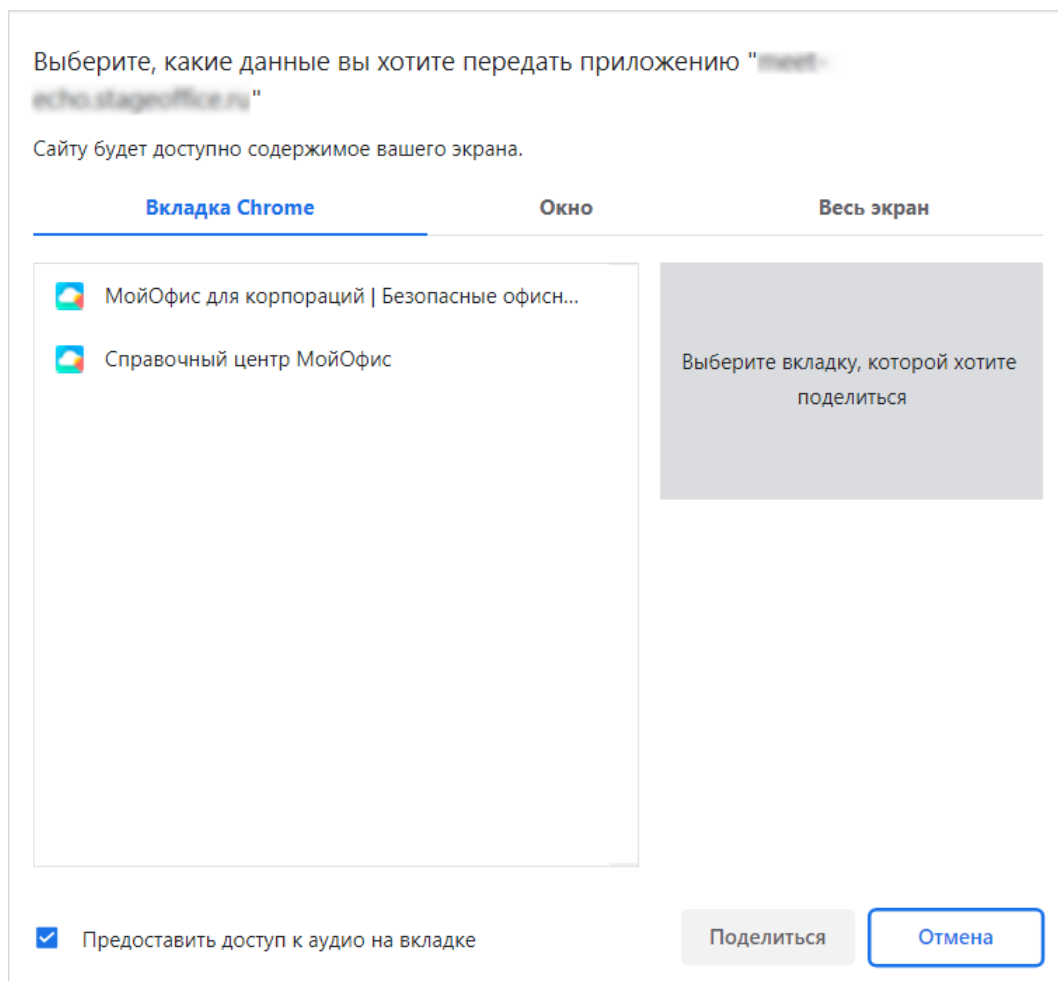 Выберите, какие данные вы хотите передать приложению "
"
Сайту будет доступно содержимое вашего экрана.
Вкладка Chrome Окно Весь экран
МойОфис для корпораций | Безопасные офисн...
Справочный центр МойОфис
Выберите вкладку, которой хотите
поделиться
Предоставить доступ к аудио на вкладке
Поделиться Отмена